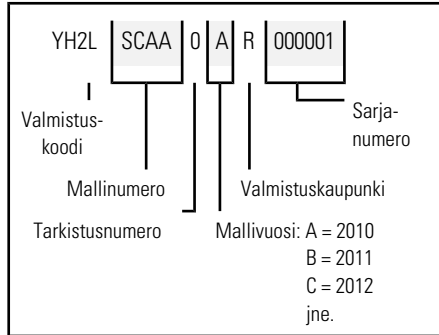 YH2L SCAA 0 A R 000001
Valmistus-
koodi
Sarja-
numero
Mallinumero
Valmistuskaupunki
Tarkistusnumero
Mallivuosi: A = 2010
B = 2011
C = 2012
jne.